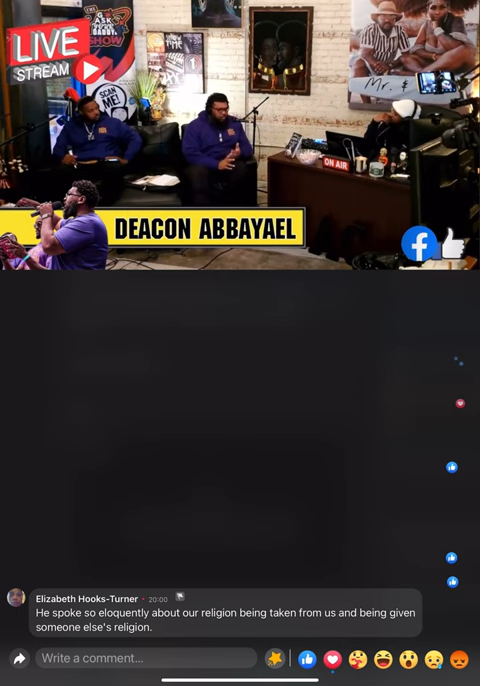 LIVE
STREAM
SHOW
SCAN
ME!
Mr. &
ON AIR
DEACON ABBAYAEL
Elizabeth Hooks-Turner · 20:00
He spoke so eloquently about our religion being taken from us and being given
someone else's religion.
Write a comment...